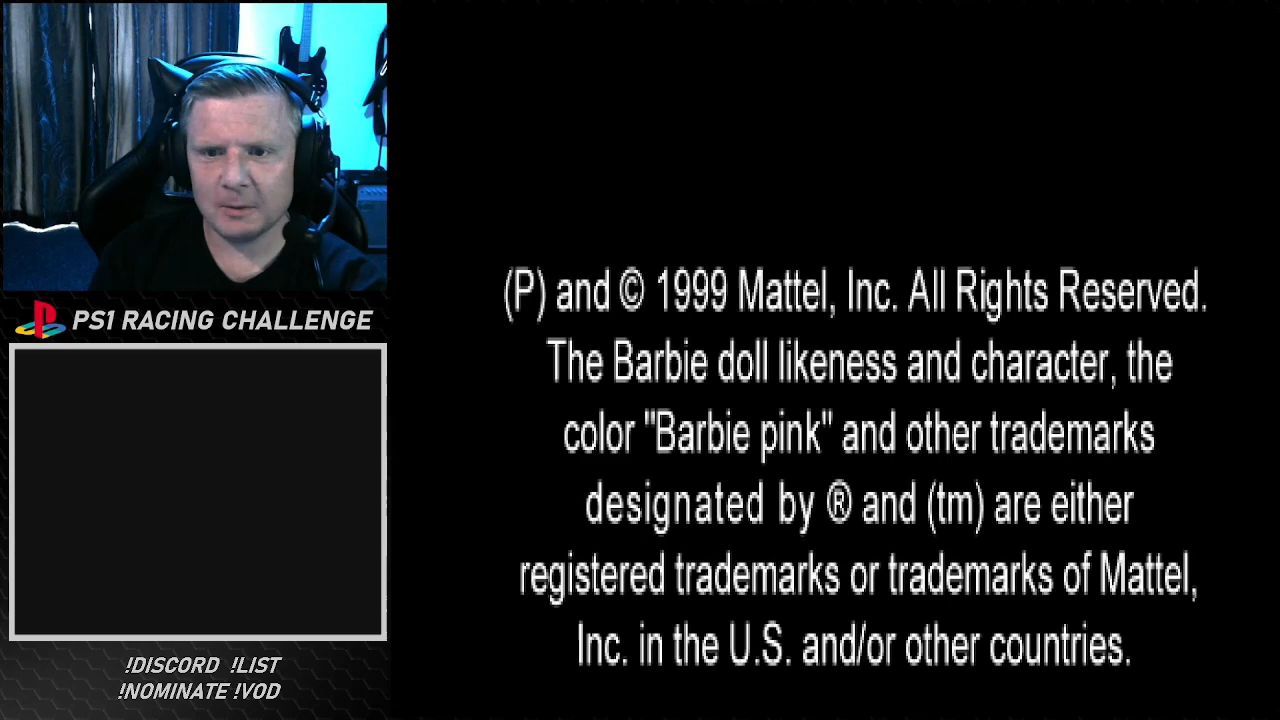 PS1 RACING CHALLENGE
!DISCORD !LIST
!NOMINATE !VOD
(P) and © 1999 Mattel, Inc. All Rights Reserved.
The Barbie doll likeness and character, the
color "Barbie pink" and other trademarks
designated by ® and (tm) are either
registered trademarks or trademarks of Mattel,
Inc. in the U.S. and/or other countries.